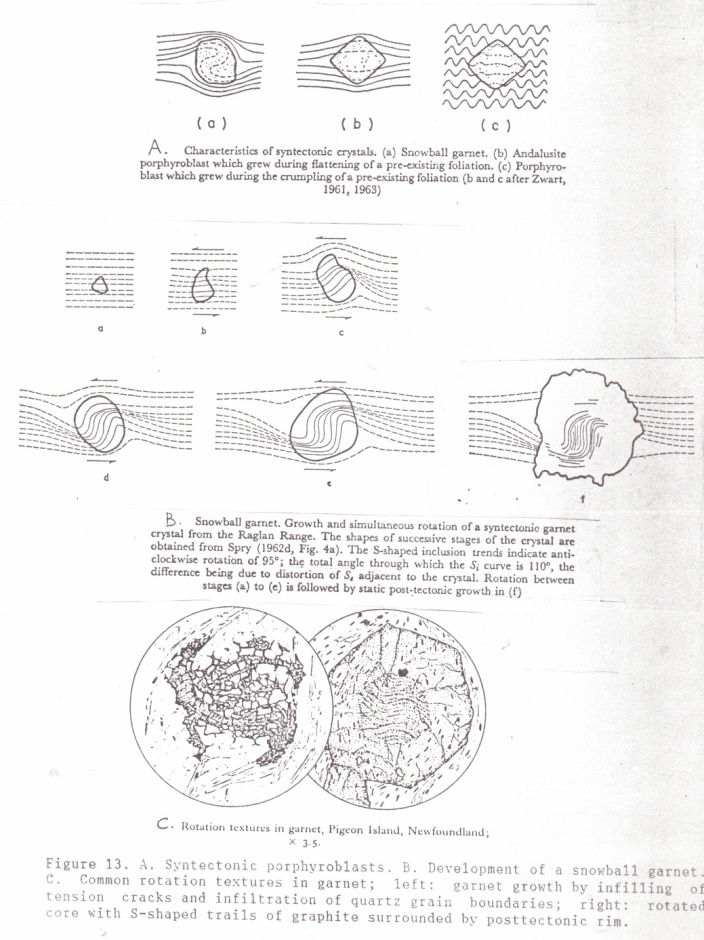 (a) (b) (c)
A. Characteristics of syntectonic crystals. (a) Snowball garnet. (b) Andalusite
porphyroblast which grew during flattening of a pre-existing foliation. (c) Porphyro-
blast which grew during the crumpling of a pre-existing foliation (b and c after Zwart,
1961, 1963)
a b c
d e f
B. Snowball garnet. Growth and simultaneous rotation of a syntectonic garnet
crystal from the Raglan Range. The shapes of successive stages of the crystal are
obtained from Spry (1962d, Fig. 4a). The S-shaped inclusion trends indicate anti-
clockwise rotation of 95°; the total angle through which the Si curve is 110°, the
difference being due to distortion of Se adjacent to the crystal. Rotation between
stages (a) to (e) is followed by static post-tectonic growth in (f)
C. Rotation textures in garnet, Pigeon Island, Newfoundland;
× 3.5.
Figure 13. A. Syntectonic porphyroblasts. B. Development of a snowball garnet.
C. Common rotation textures in garnet; left: garnet growth by infilling of
tension cracks and infiltration of quartz grain boundaries; right: rotated
core with S-shaped trails of graphite surrounded by posttectonic rim.